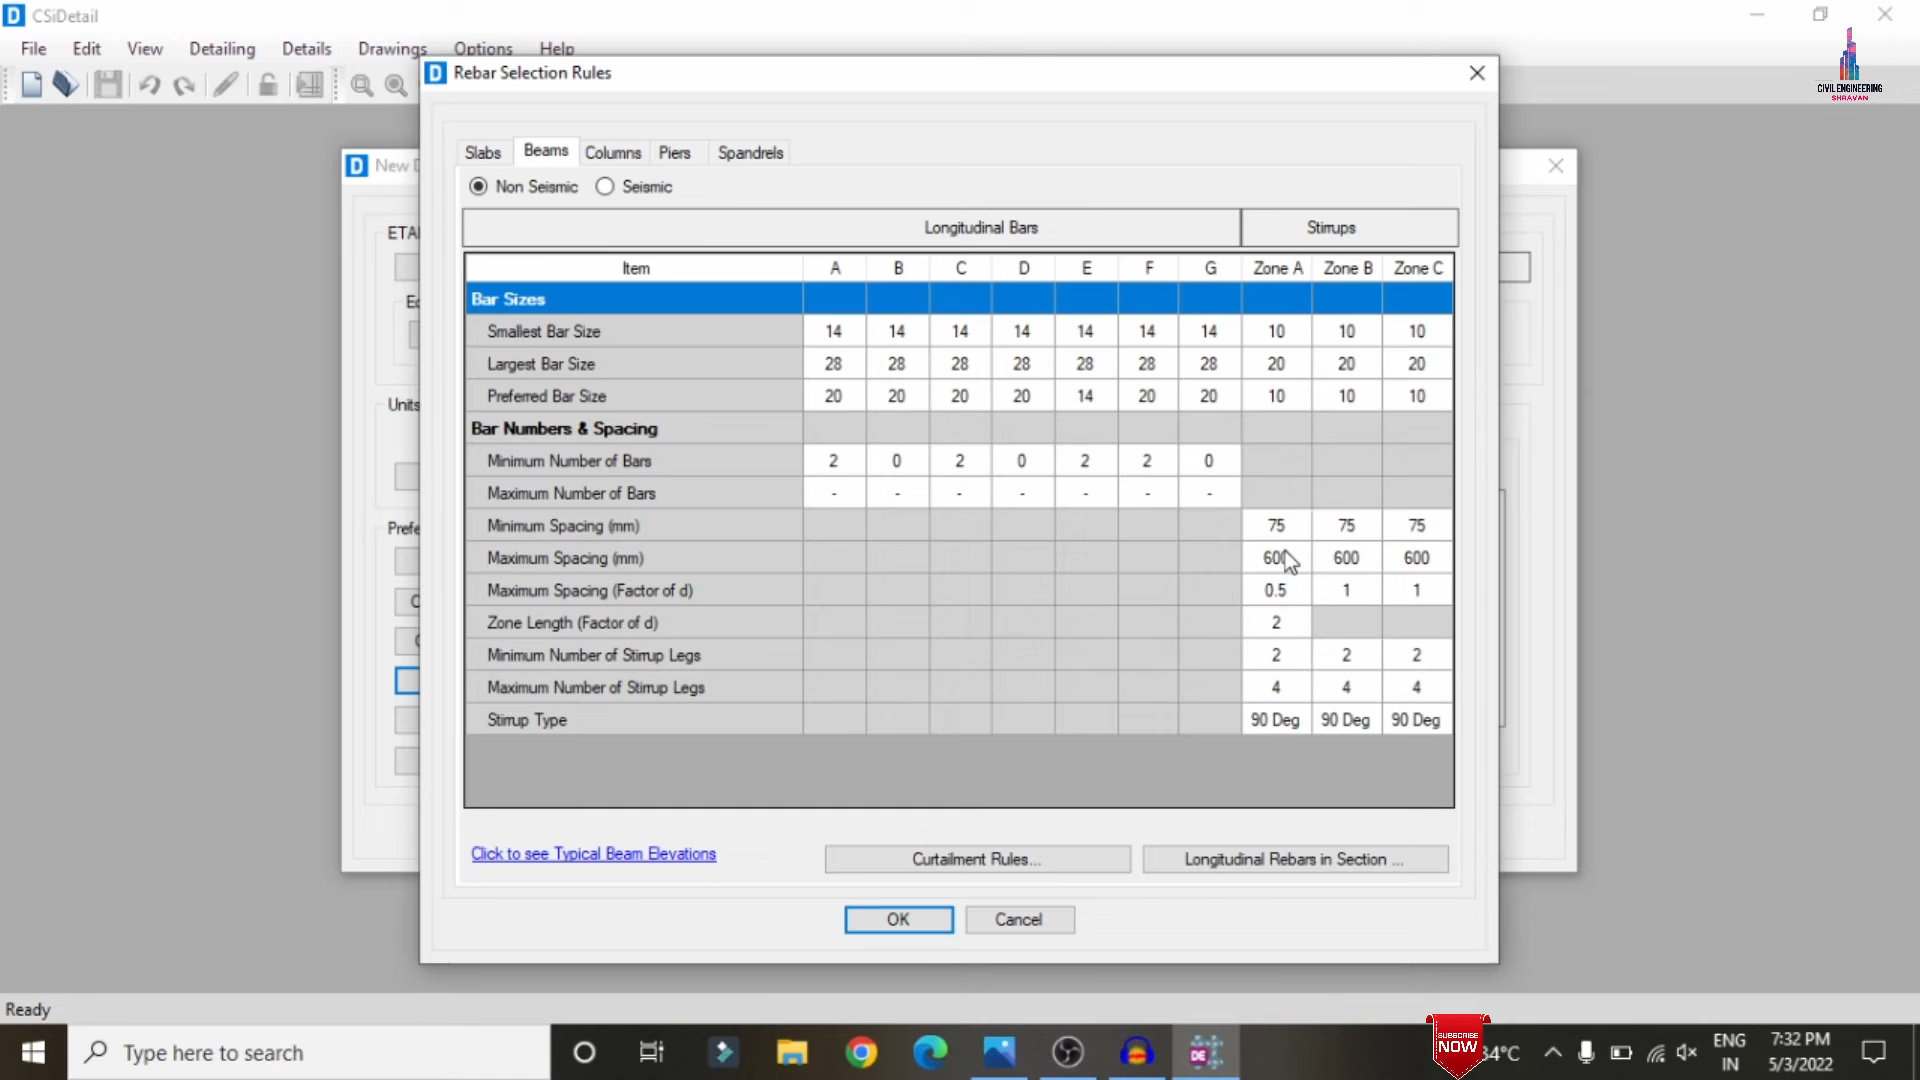 CSiDetail
File Edit View Detailing Details Drawings Options Help
CIVIL ENGINEERING
SHRAVAN
Rebar Selection Rules
New D
Slabs Beams Columns Piers Spandrels
Non Seismic Seismic
Longitudinal Bars Stirrups
Item A B C D E F G Zone A Zone B Zone C
Bar Sizes
Smallest Bar Size 14 14 14 14 14 14 14 10 10 10
Largest Bar Size 28 28 28 28 28 28 28 20 20 20
Preferred Bar Size 20 20 20 20 14 20 20 10 10 10
Bar Numbers & Spacing
Minimum Number of Bars 2 0 2 0 2 2 0
Maximum Number of Bars - - - - - - -
Minimum Spacing (mm) 75 75 75
Maximum Spacing (mm) 600 600 600
Maximum Spacing (Factor of d) 0.5 1 1
Zone Length (Factor of d) 2
Minimum Number of Stirrup Legs 2 2 2
Maximum Number of Stirrup Legs 4 4 4
Stirrup Type 90 Deg 90 Deg 90 Deg
Click to see Typical Beam Elevations Curtailment Rules... Longitudinal Rebars in Section ...
OK Cancel
ETA
Units
Prefe
Ready
Type here to search
DE
SUBSCRIBE
NOW
34°C
ENG
IN
7:32 PM
5/3/2022